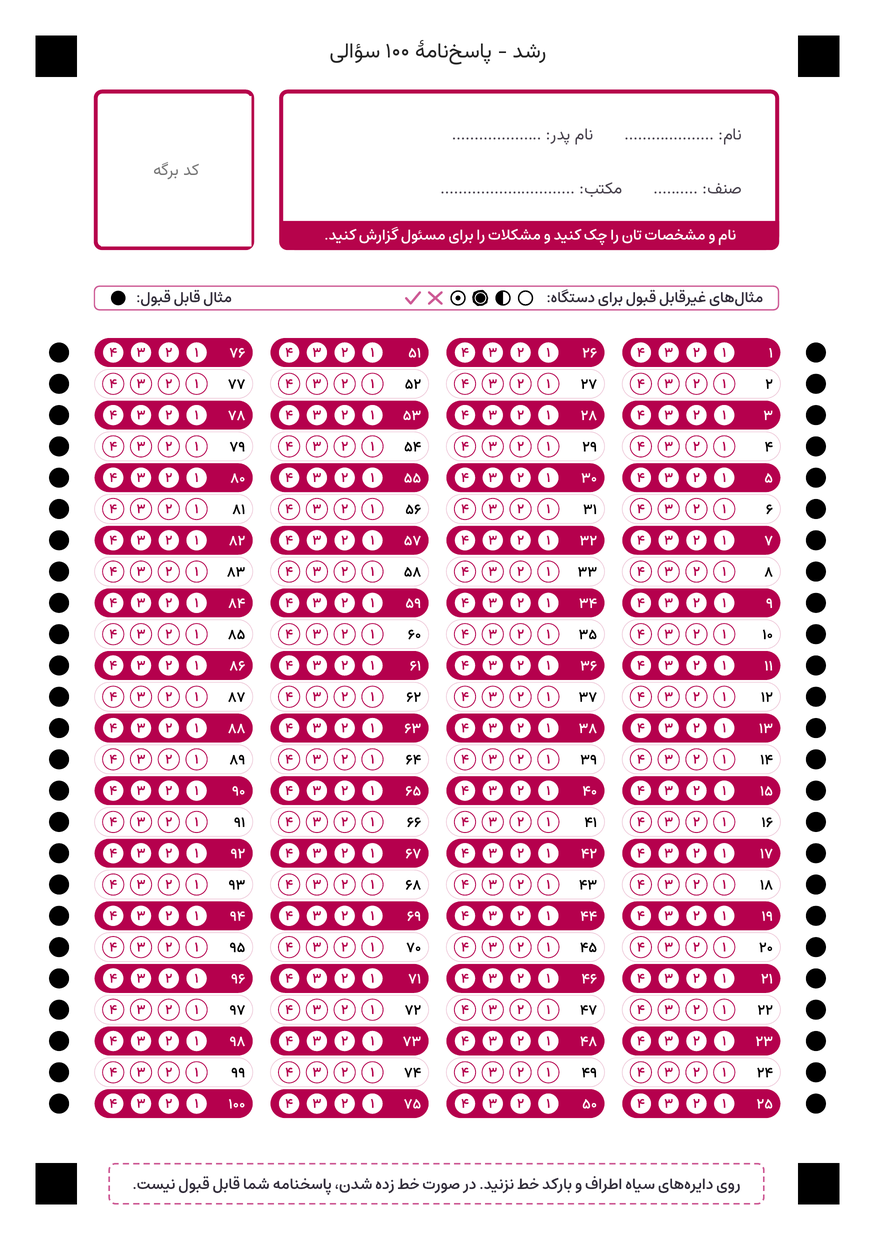 رشد - پاسخ‌نامهٔ ۱۰۰ سؤالی
نام: .................... نام پدر: ....................
صنف: .......... مکتب: ..............................
نام و مشخصات تان را چک کنید و مشکلات را برای مسئول گزارش کنید.
کد برگه
مثال‌های غیرقابل قبول برای دستگاه: مثال قابل قبول:
۱ ۱ ۲ ۳ ۴ ۲۶ ۱ ۲ ۳ ۴ ۵۱ ۱ ۲ ۳ ۴ ۷۶ ۱ ۲ ۳ ۴
۲ ۱ ۲ ۳ ۴ ۲۷ ۱ ۲ ۳ ۴ ۵۲ ۱ ۲ ۳ ۴ ۷۷ ۱ ۲ ۳ ۴
۳ ۱ ۲ ۳ ۴ ۲۸ ۱ ۲ ۳ ۴ ۵۳ ۱ ۲ ۳ ۴ ۷۸ ۱ ۲ ۳ ۴
۴ ۱ ۲ ۳ ۴ ۲۹ ۱ ۲ ۳ ۴ ۵۴ ۱ ۲ ۳ ۴ ۷۹ ۱ ۲ ۳ ۴
۵ ۱ ۲ ۳ ۴ ۳۰ ۱ ۲ ۳ ۴ ۵۵ ۱ ۲ ۳ ۴ ۸۰ ۱ ۲ ۳ ۴
۶ ۱ ۲ ۳ ۴ ۳۱ ۱ ۲ ۳ ۴ ۵۶ ۱ ۲ ۳ ۴ ۸۱ ۱ ۲ ۳ ۴
۷ ۱ ۲ ۳ ۴ ۳۲ ۱ ۲ ۳ ۴ ۵۷ ۱ ۲ ۳ ۴ ۸۲ ۱ ۲ ۳ ۴
۸ ۱ ۲ ۳ ۴ ۳۳ ۱ ۲ ۳ ۴ ۵۸ ۱ ۲ ۳ ۴ ۸۳ ۱ ۲ ۳ ۴
۹ ۱ ۲ ۳ ۴ ۳۴ ۱ ۲ ۳ ۴ ۵۹ ۱ ۲ ۳ ۴ ۸۴ ۱ ۲ ۳ ۴
۱۰ ۱ ۲ ۳ ۴ ۳۵ ۱ ۲ ۳ ۴ ۶۰ ۱ ۲ ۳ ۴ ۸۵ ۱ ۲ ۳ ۴
۱۱ ۱ ۲ ۳ ۴ ۳۶ ۱ ۲ ۳ ۴ ۶۱ ۱ ۲ ۳ ۴ ۸۶ ۱ ۲ ۳ ۴
۱۲ ۱ ۲ ۳ ۴ ۳۷ ۱ ۲ ۳ ۴ ۶۲ ۱ ۲ ۳ ۴ ۸۷ ۱ ۲ ۳ ۴
۱۳ ۱ ۲ ۳ ۴ ۳۸ ۱ ۲ ۳ ۴ ۶۳ ۱ ۲ ۳ ۴ ۸۸ ۱ ۲ ۳ ۴
۱۴ ۱ ۲ ۳ ۴ ۳۹ ۱ ۲ ۳ ۴ ۶۴ ۱ ۲ ۳ ۴ ۸۹ ۱ ۲ ۳ ۴
۱۵ ۱ ۲ ۳ ۴ ۴۰ ۱ ۲ ۳ ۴ ۶۵ ۱ ۲ ۳ ۴ ۹۰ ۱ ۲ ۳ ۴
۱۶ ۱ ۲ ۳ ۴ ۴۱ ۱ ۲ ۳ ۴ ۶۶ ۱ ۲ ۳ ۴ ۹۱ ۱ ۲ ۳ ۴
۱۷ ۱ ۲ ۳ ۴ ۴۲ ۱ ۲ ۳ ۴ ۶۷ ۱ ۲ ۳ ۴ ۹۲ ۱ ۲ ۳ ۴
۱۸ ۱ ۲ ۳ ۴ ۴۳ ۱ ۲ ۳ ۴ ۶۸ ۱ ۲ ۳ ۴ ۹۳ ۱ ۲ ۳ ۴
۱۹ ۱ ۲ ۳ ۴ ۴۴ ۱ ۲ ۳ ۴ ۶۹ ۱ ۲ ۳ ۴ ۹۴ ۱ ۲ ۳ ۴
۲۰ ۱ ۲ ۳ ۴ ۴۵ ۱ ۲ ۳ ۴ ۷۰ ۱ ۲ ۳ ۴ ۹۵ ۱ ۲ ۳ ۴
۲۱ ۱ ۲ ۳ ۴ ۴۶ ۱ ۲ ۳ ۴ ۷۱ ۱ ۲ ۳ ۴ ۹۶ ۱ ۲ ۳ ۴
۲۲ ۱ ۲ ۳ ۴ ۴۷ ۱ ۲ ۳ ۴ ۷۲ ۱ ۲ ۳ ۴ ۹۷ ۱ ۲ ۳ ۴
۲۳ ۱ ۲ ۳ ۴ ۴۸ ۱ ۲ ۳ ۴ ۷۳ ۱ ۲ ۳ ۴ ۹۸ ۱ ۲ ۳ ۴
۲۴ ۱ ۲ ۳ ۴ ۴۹ ۱ ۲ ۳ ۴ ۷۴ ۱ ۲ ۳ ۴ ۹۹ ۱ ۲ ۳ ۴
۲۵ ۱ ۲ ۳ ۴ ۵۰ ۱ ۲ ۳ ۴ ۷۵ ۱ ۲ ۳ ۴ ۱۰۰ ۱ ۲ ۳ ۴
روی دایره‌های سیاه اطراف و بارکد خط نزنید. در صورت خط زده شدن، پاسخنامه شما قابل قبول نیست.